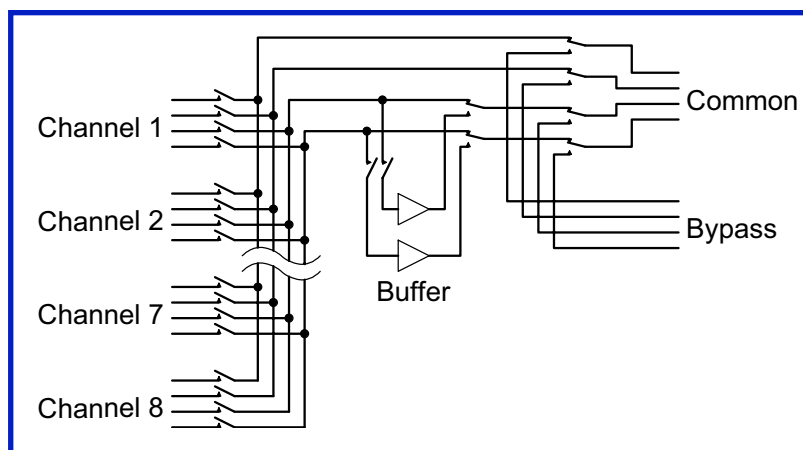 Channel 1
Common
Channel 2
Bypass
Buffer
Channel 7
Channel 8